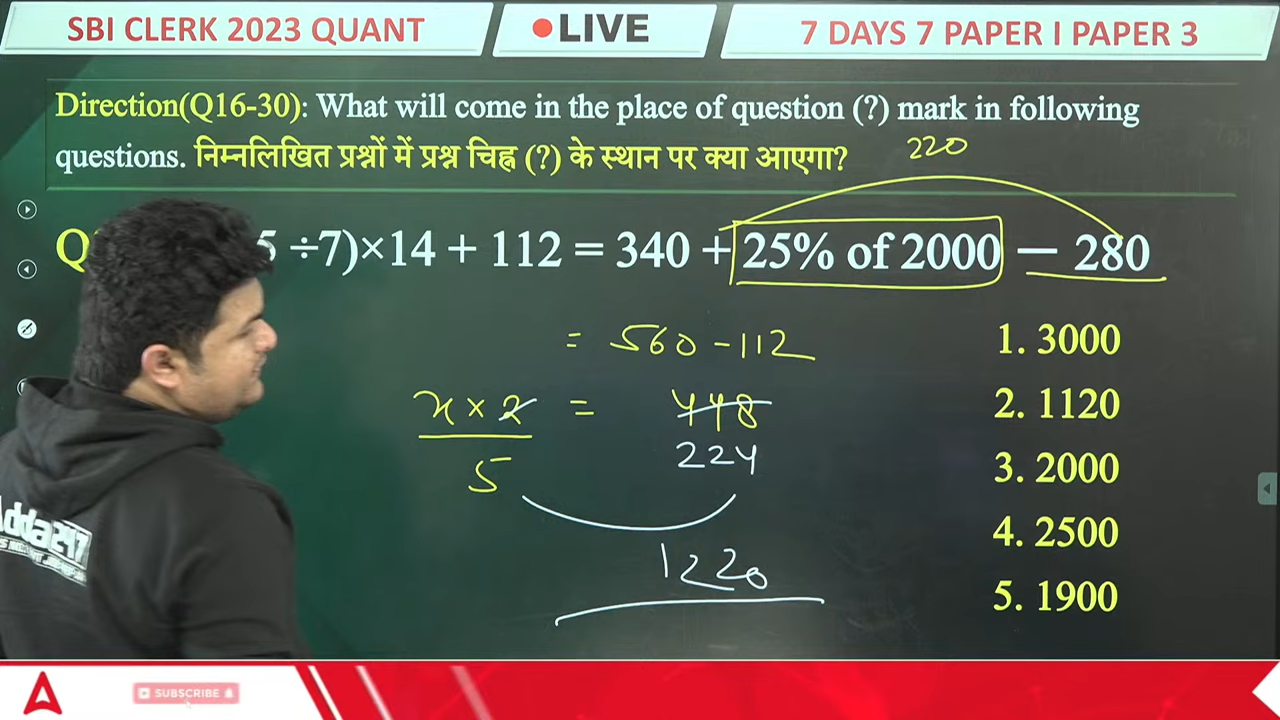 SBI CLERK 2023 QUANT
LIVE
7 DAYS 7 PAPER I PAPER 3
Direction(Q16-30): What will come in the place of question (?) mark in following
questions. निम्नलिखित प्रश्नों में प्रश्न चिह्न (?) के स्थान पर क्या आएगा?
220
Q 5 ÷7)×14 + 112 = 340 + 25% of 2000 − 280
= 560 - 112
x × 2 = 448
5
224
1220
1. 3000
2. 1120
3. 2000
4. 2500
5. 1900
Adda247
SUBSCRIBE